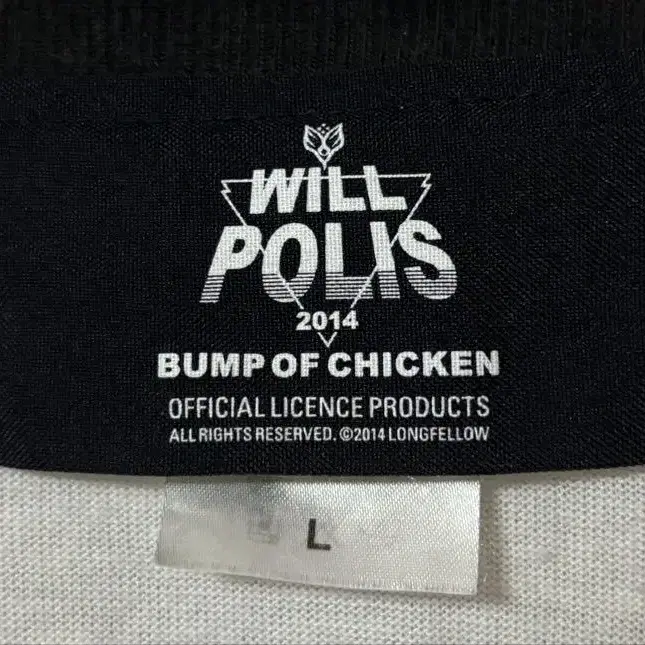 WILL
POLIS
2014
BUMP OF CHICKEN
OFFICIAL LICENCE PRODUCTS
ALL RIGHTS RESERVED. ©2014 LONGFELLOW
L